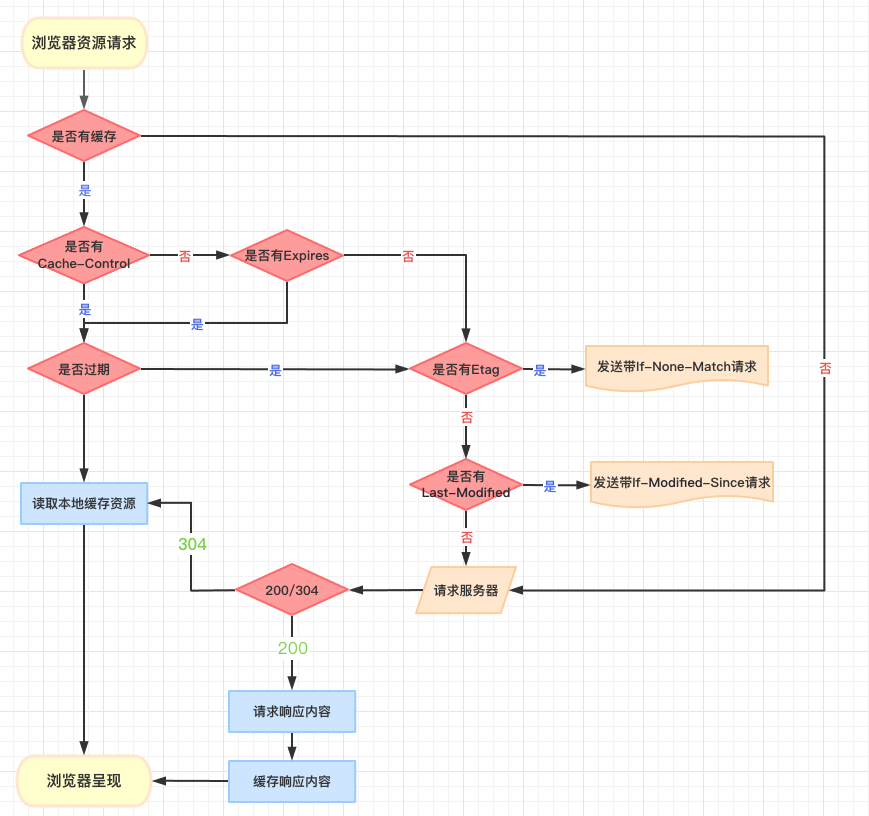 浏览器资源请求
是否有缓存
是
是否有
Cache-Control
否
是否有Expires
否
是
是
是否过期
是
是否有Etag
是
发送带If-None-Match请求
否
否
是否有
Last-Modified
是
发送带If-Modified-Since请求
读取本地缓存资源
否
304
200/304
请求服务器
200
请求响应内容
浏览器呈现
缓存响应内容